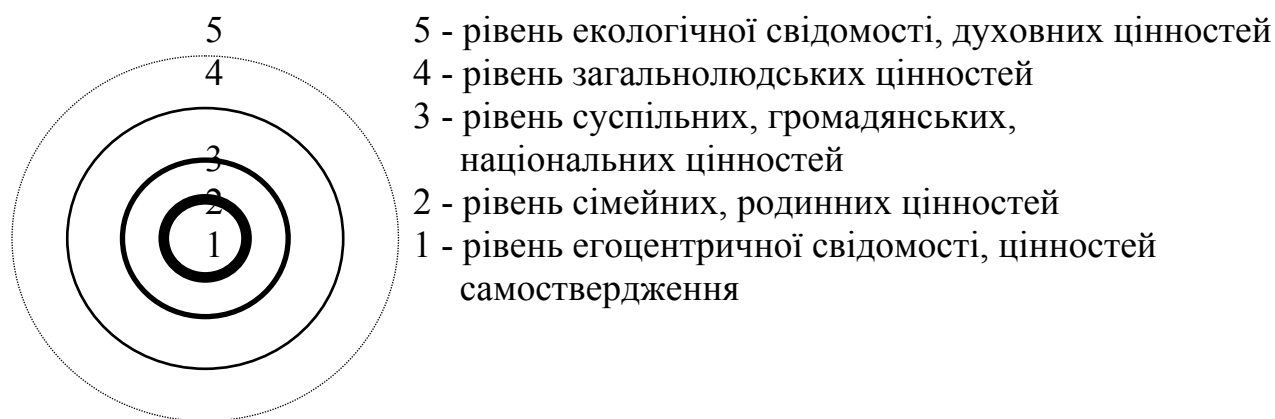 5
4
3
2
1
5 - рівень екологічної свідомості, духовних цінностей
4 - рівень загальнолюдських цінностей
3 - рівень суспільних, громадянських,
національних цінностей
2 - рівень сімейних, родинних цінностей
1 - рівень егоцентричної свідомості, цінностей
самоствердження